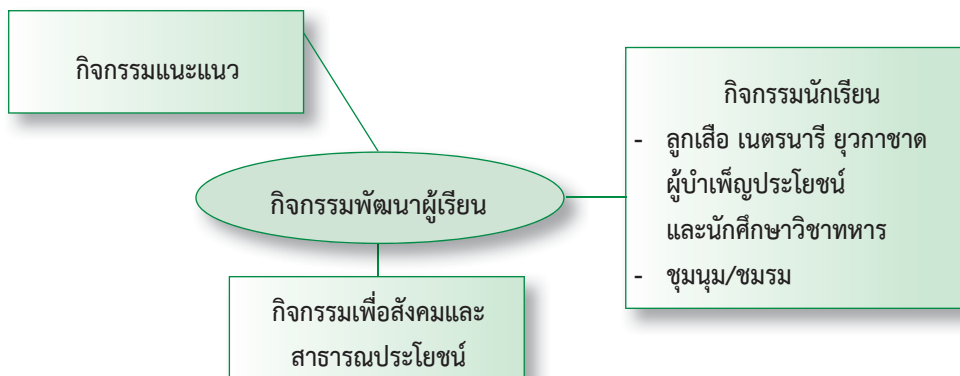 กิจกรรมแนะแนว
กิจกรรมนักเรียน
- ลูกเสือ เนตรนารี ยุวกาชาด
ผู้บำเพ็ญประโยชน์
และนักศึกษาวิชาทหาร
- ชุมนุม/ชมรม
กิจกรรมพัฒนาผู้เรียน
กิจกรรมเพื่อสังคมและ
สาธารณประโยชน์